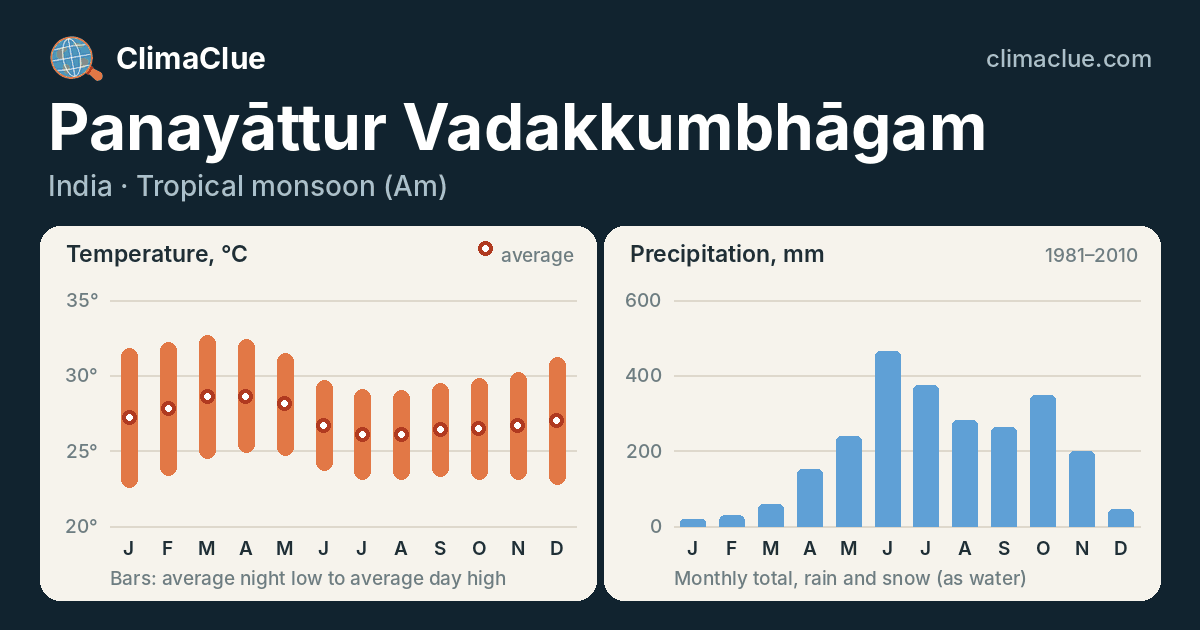 ClimaClue
climaclue.com
Panayāttur Vadakkumbhāgam
India · Tropical monsoon (Am)
Temperature, °C
average
35°
30°
25°
20°
J F M A M J J A S O N D
Bars: average night low to average day high
Precipitation, mm
1981–2010
600
400
200
0
J F M A M J J A S O N D
Monthly total, rain and snow (as water)